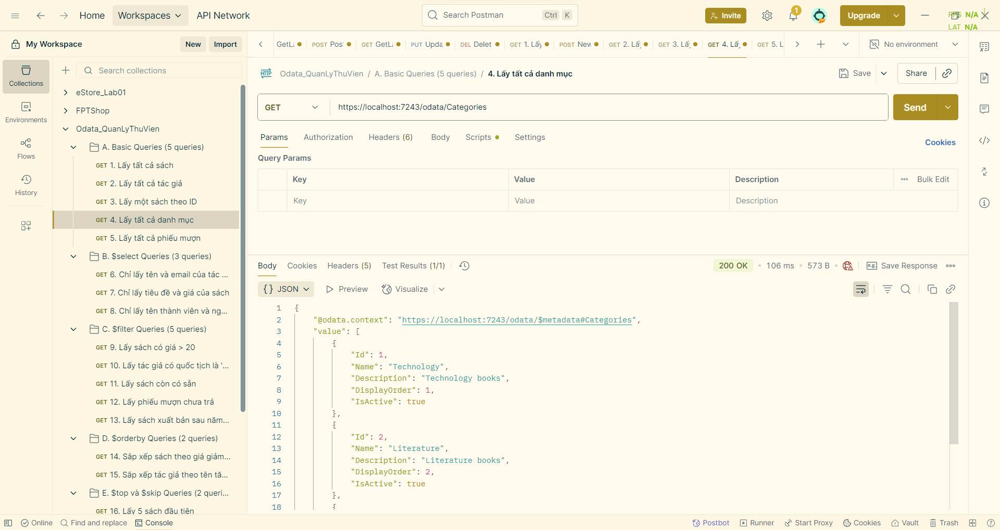 Home Workspaces API Network Search Postman Ctrl K Invite 1 Upgrade FPS N/A
LAT N/A
My Workspace New Import
GetLa POST Pos GET GetLa PUT Upda DEL Delet GET 1. Lấy POST New GET 2. Lấy GET 3. Lấy GET 4. Lấy GET 5. L No environment
Collections
Environments
Flows
History
Search collections
eStore_Lab01
FPTShop
Odata_QuanLyThuVien
A. Basic Queries (5 queries)
GET 1. Lấy tất cả sách
GET 2. Lấy tất cả tác giả
GET 3. Lấy một sách theo ID
GET 4. Lấy tất cả danh mục
GET 5. Lấy tất cả phiếu mượn
B. $select Queries (3 queries)
GET 6. Chỉ lấy tên và email của tác ...
GET 7. Chỉ lấy tiêu đề và giá của sách
GET 8. Chỉ lấy tên thành viên và ng...
C. $filter Queries (5 queries)
GET 9. Lấy sách có giá > 20
GET 10. Lấy tác giả có quốc tịch là '...
GET 11. Lấy sách còn có sẵn
GET 12. Lấy phiếu mượn chưa trả
GET 13. Lấy sách xuất bản sau năm...
D. $orderby Queries (2 queries)
GET 14. Sắp xếp sách theo giá giảm...
GET 15. Sắp xếp tác giả theo tên tă...
E. $top và $skip Queries (2 queri...
GET 16. Lấy 5 sách đầu tiên
HTTP Odata_QuanLyThuVien / A. Basic Queries (5 queries) / 4. Lấy tất cả danh mục Save Share
GET https://localhost:7243/odata/Categories Send
Params Authorization Headers (6) Body Scripts Settings Cookies
Query Params
Key Value Description Bulk Edit
Key Value Description
Body Cookies Headers (5) Test Results (1/1) 200 OK 106 ms 573 B e.g. Save Response
{} JSON Preview Visualize
1 {
2 "@odata.context": "https://localhost:7243/odata/$metadata#Categories",
3 "value": [
4 {
5 "Id": 1,
6 "Name": "Technology",
7 "Description": "Technology books",
8 "DisplayOrder": 1,
9 "IsActive": true
10 },
11 {
12 "Id": 2,
13 "Name": "Literature",
14 "Description": "Literature books",
15 "DisplayOrder": 2,
16 "IsActive": true
17 },
18 {
Online Find and replace Console Postbot Runner Start Proxy Cookies Vault Trash